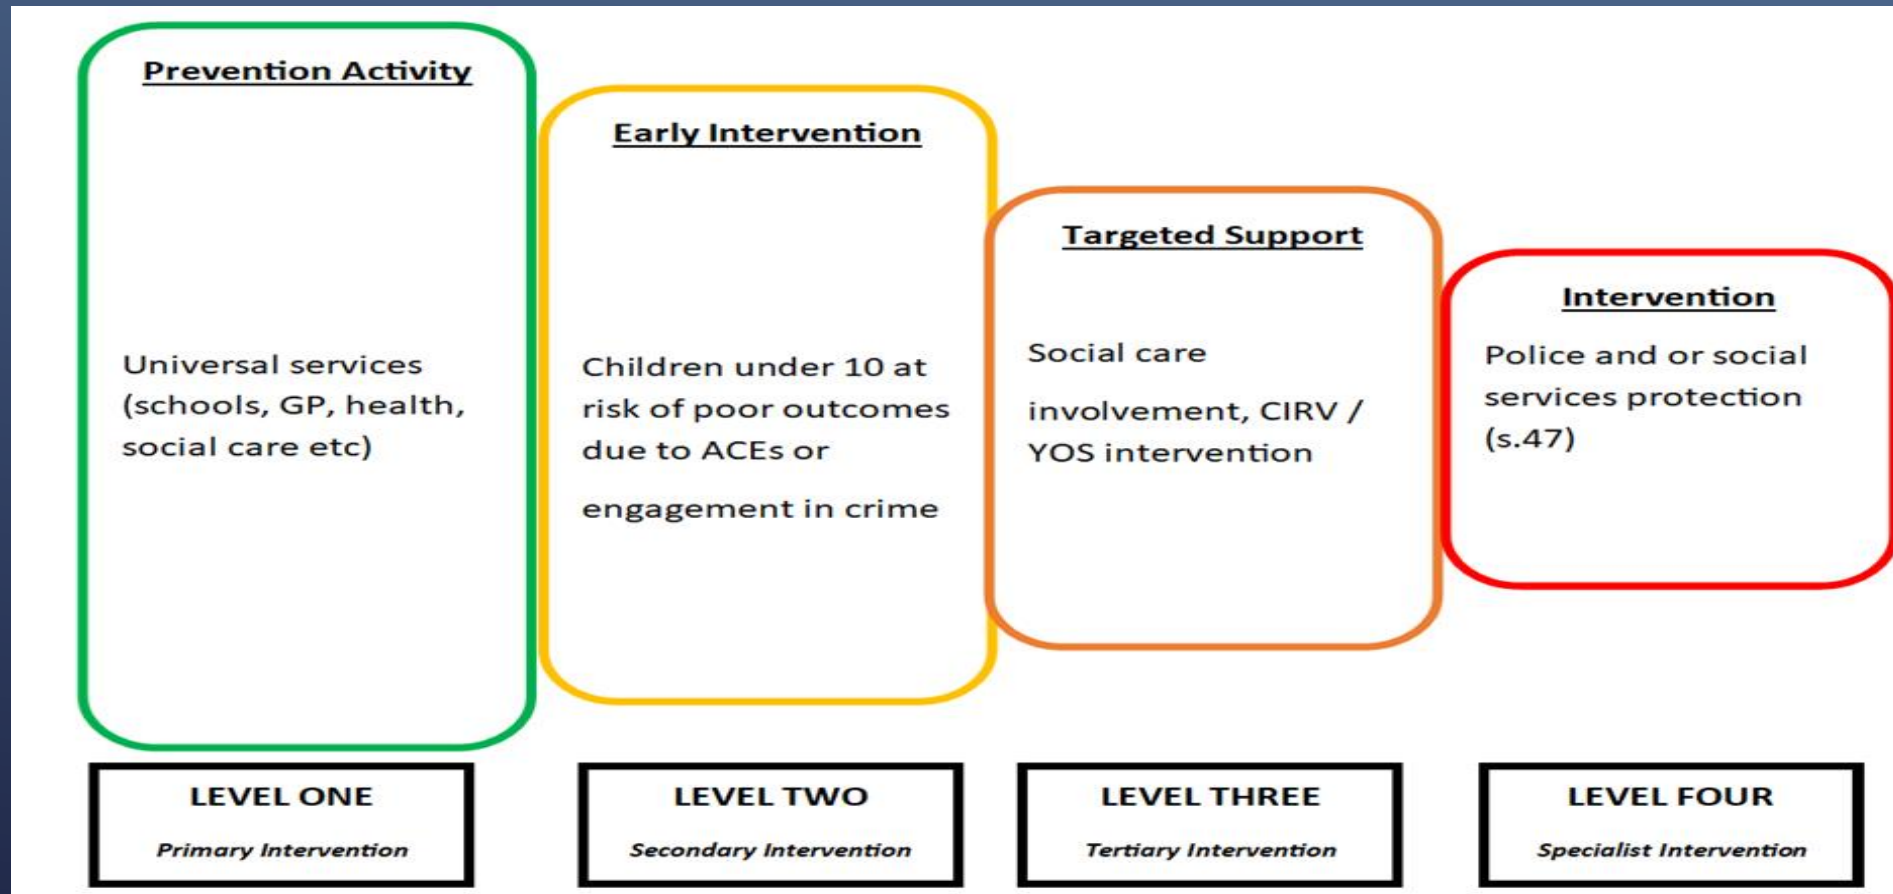 Prevention Activity
Universal services
(schools, GP, health,
social care etc)
Early Intervention
Children under 10 at
risk of poor outcomes
due to ACEs or
engagement in crime
Targeted Support
Social care
involvement, CIRV /
YOS intervention
Intervention
Police and or social
services protection
(s.47)
LEVEL ONE
Primary Intervention
LEVEL TWO
Secondary Intervention
LEVEL THREE
Tertiary Intervention
LEVEL FOUR
Specialist Intervention